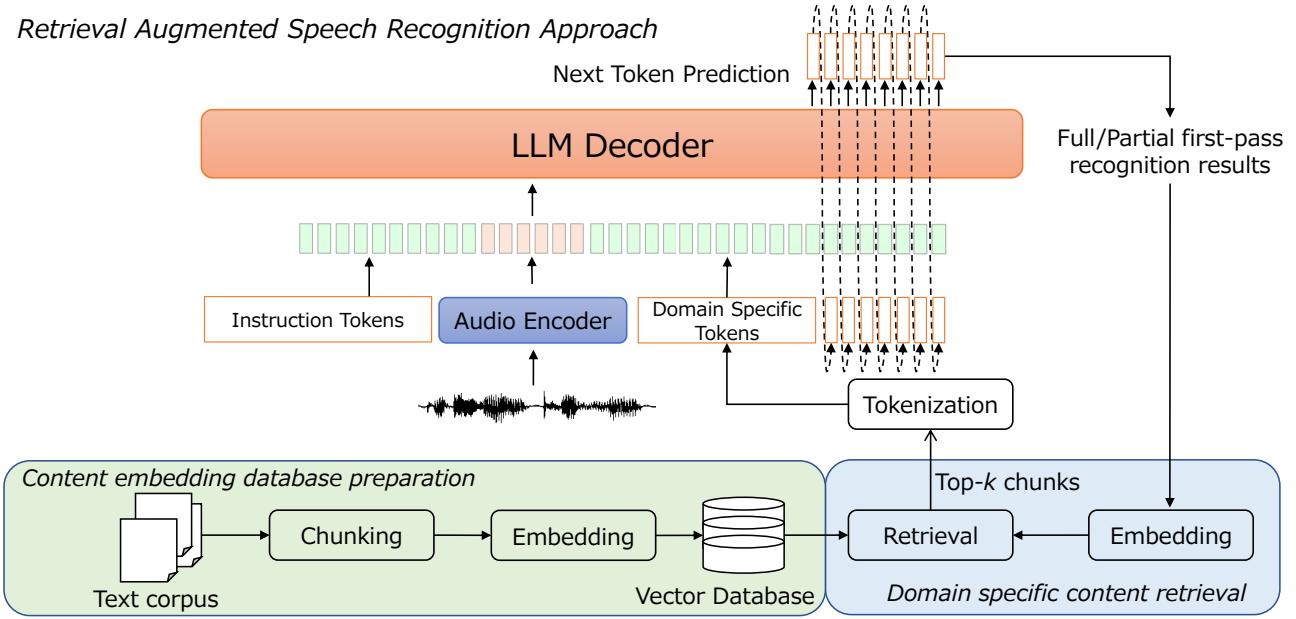 Retrieval Augmented Speech Recognition Approach
Next Token Prediction
LLM Decoder
Full/Partial first-pass
recognition results
Instruction Tokens
Audio Encoder
Domain Specific
Tokens
Tokenization
Content embedding database preparation
Top-k chunks
Chunking
Embedding
Retrieval
Embedding
Text corpus
Vector Database
Domain specific content retrieval